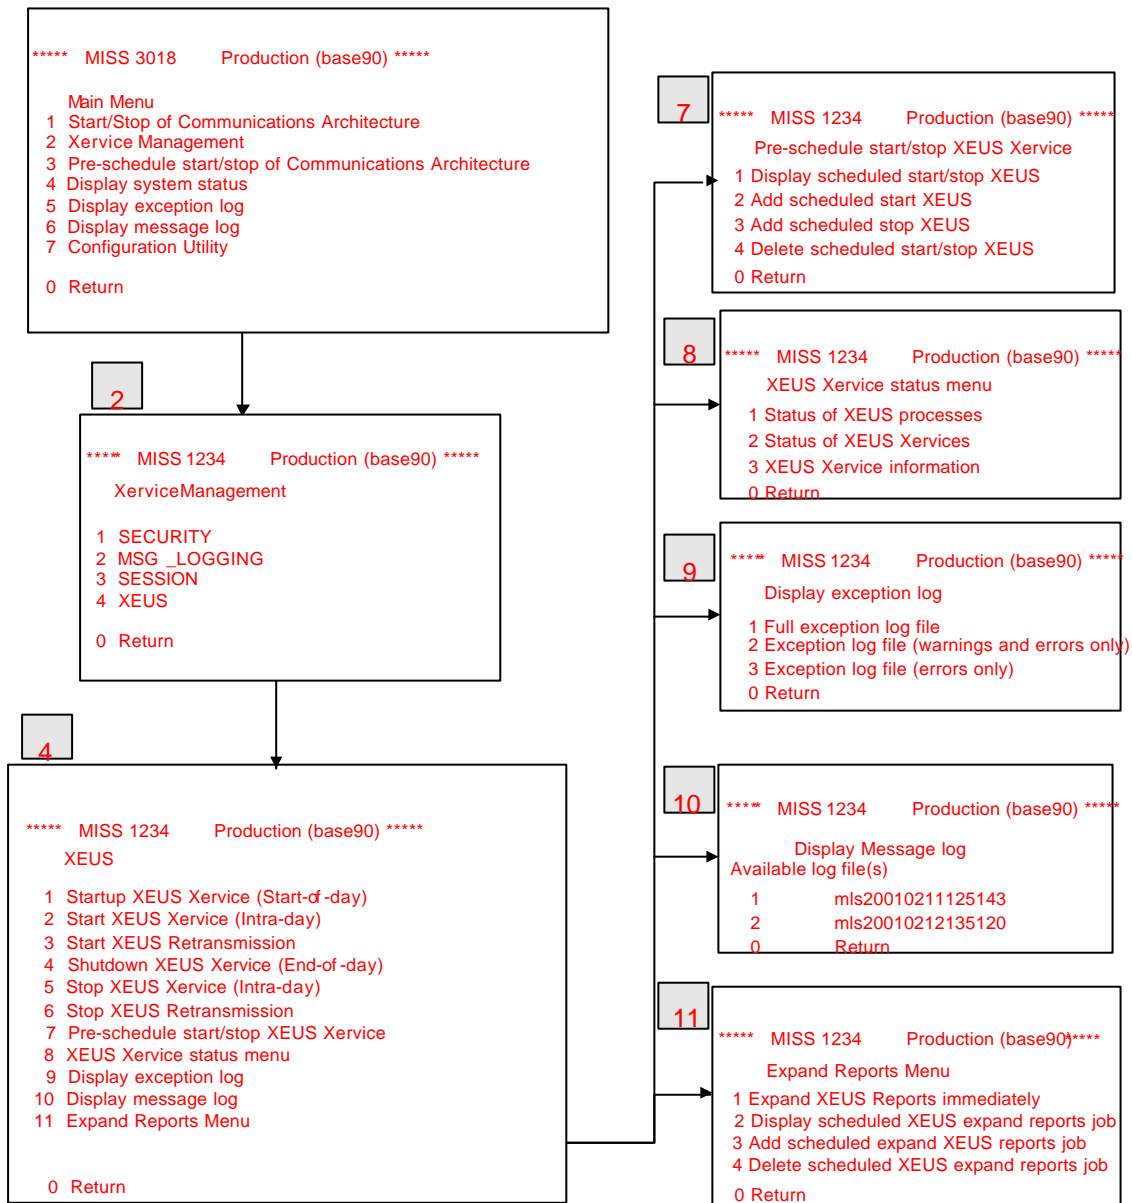 ***** MISS 3018 Production (base90) *****
Main Menu
1 Start/Stop of Communications Architecture
2 Xervice Management
3 Pre-schedule start/stop of Communications Architecture
4 Display system status
5 Display exception log
6 Display message log
7 Configuration Utility
0 Return
2
***** MISS 1234 Production (base90) *****
XerviceManagement
1 SECURITY
2 MSG _LOGGING
3 SESSION
4 XEUS
0 Return
4
***** MISS 1234 Production (base90) *****
XEUS
1 Startup XEUS Xervice (Start-of-day)
2 Start XEUS Xervice (Intra-day)
3 Start XEUS Retransmission
4 Shutdown XEUS Xervice (End-of-day)
5 Stop XEUS Xervice (Intra-day)
6 Stop XEUS Retransmission
7 Pre-schedule start/stop XEUS Xervice
8 XEUS Xervice status menu
9 Display exception log
10 Display message log
11 Expand Reports Menu
0 Return
7
***** MISS 1234 Production (base90) *****
Pre-schedule start/stop XEUS Xervice
1 Display scheduled start/stop XEUS
2 Add scheduled start XEUS
3 Add scheduled stop XEUS
4 Delete scheduled start/stop XEUS
0 Return
8
***** MISS 1234 Production (base90) *****
XEUS Xervice status menu
1 Status of XEUS processes
2 Status of XEUS Xervices
3 XEUS Xervice information
0 Return
9
***** MISS 1234 Production (base90) *****
Display exception log
1 Full exception log file
2 Exception log file (warnings and errors only)
3 Exception log file (errors only)
0 Return
10
***** MISS 1234 Production (base90) *****
Display Message log
Available log file(s)
1 mls20010211125143
2 mls20010212135120
0 Return
11
***** MISS 1234 Production (base90)*****
Expand Reports Menu
1 Expand XEUS Reports immediately
2 Display scheduled XEUS expand reports job
3 Add scheduled expand XEUS reports job
4 Delete scheduled XEUS expand reports job
0 Return